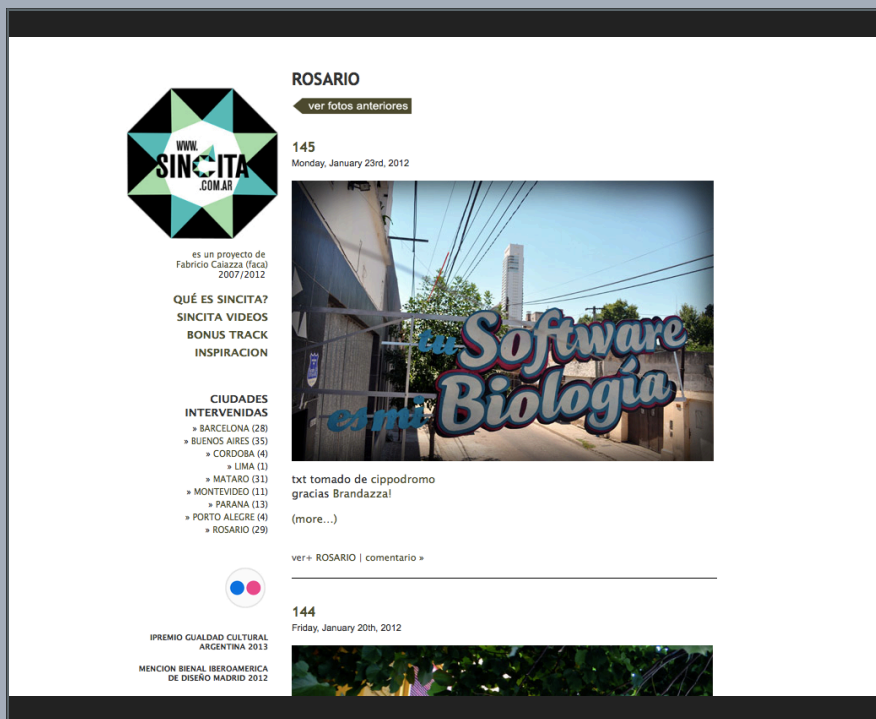 WWW.
SINCITA
.COM.AR
es un proyecto de
Fabricio Caiazza (faca)
2007/2012
QUÉ ES SINCITA?
SINCITA VIDEOS
BONUS TRACK
INSPIRACION
CIUDADES
INTERVENIDAS
» BARCELONA (28)
» BUENOS AIRES (35)
» CORDOBA (4)
» LIMA (1)
» MATARO (31)
» MONTEVIDEO (11)
» PARANA (13)
» PORTO ALEGRE (4)
» ROSARIO (29)
IPREMIO GUALDAD CULTURAL
ARGENTINA 2013
MENCION BIENAL IBEROAMERICA
DE DISEÑO MADRID 2012
ROSARIO
ver fotos anteriores
145
Monday, January 23rd, 2012
tu Software
es mi Biología
txt tomado de cippodromo
gracias Brandazza!
(more...)
ver+ ROSARIO | comentario »
144
Friday, January 20th, 2012